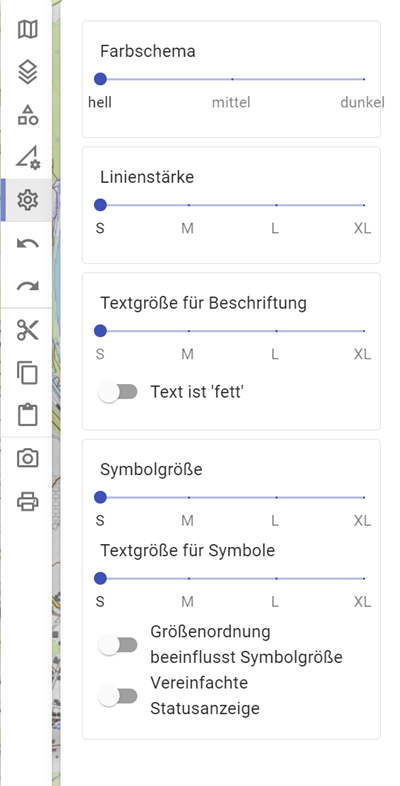 Farbschema
hell mittel dunkel
Linienstärke
S M L XL
Textgröße für Beschriftung
S M L XL
Text ist 'fett'
Symbolgröße
S M L XL
Textgröße für Symbole
S M L XL
Größenordnung
beeinflusst Symbolgröße
Vereinfachte
Statusanzeige